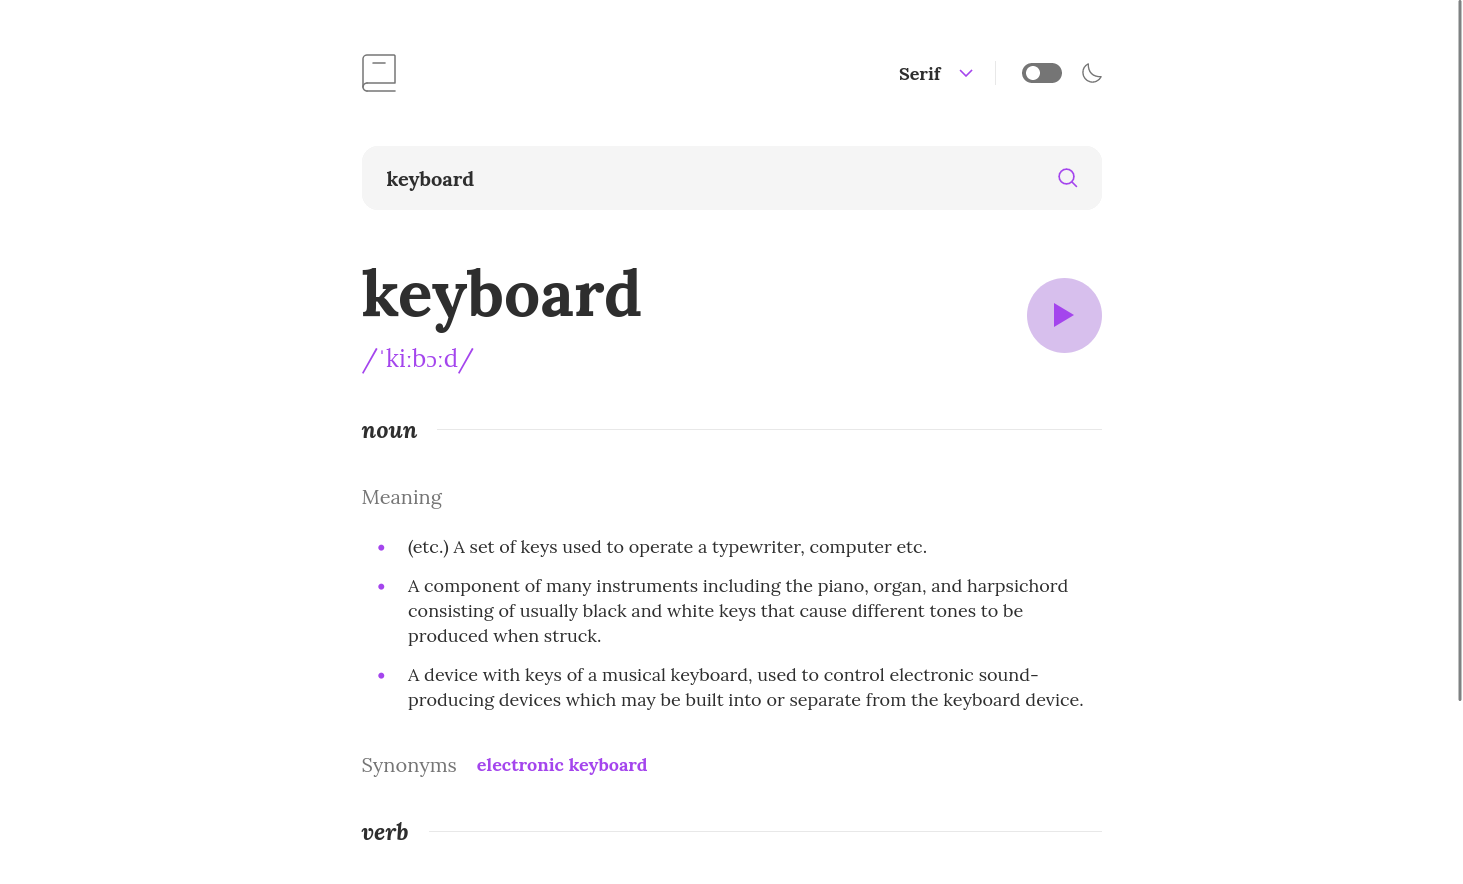 Serif
keyboard
keyboard
/ˈkiːbɔːd/
noun
Meaning
(etc.) A set of keys used to operate a typewriter, computer etc.
A component of many instruments including the piano, organ, and harpsichord
consisting of usually black and white keys that cause different tones to be
produced when struck.
A device with keys of a musical keyboard, used to control electronic sound-
producing devices which may be built into or separate from the keyboard device.
Synonyms electronic keyboard
verb